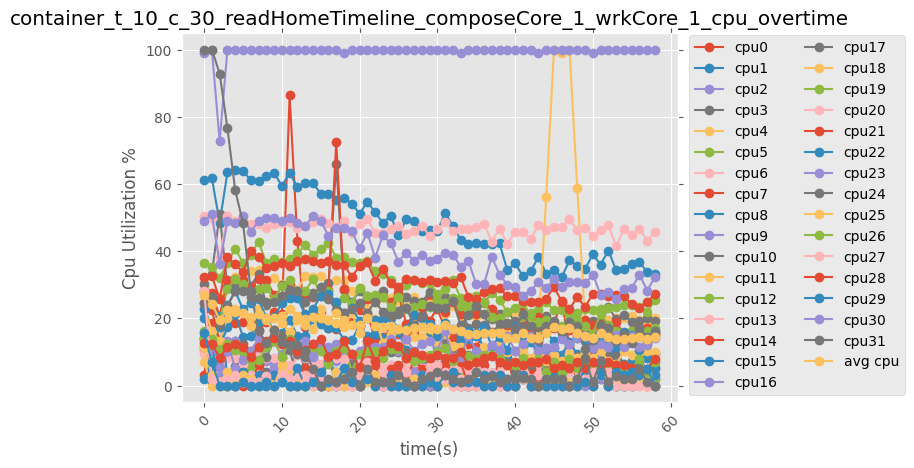 container_t_10_c_30_readHomeTimeline_composeCore_1_wrkCore_1_cpu_overtime
Cpu Utilization %
100
80
60
40
20
0
0
10
20
30
40
50
60
time(s)
cpu0
cpu1
cpu2
cpu3
cpu4
cpu5
cpu6
cpu7
cpu8
cpu9
cpu10
cpu11
cpu12
cpu13
cpu14
cpu15
cpu16
cpu17
cpu18
cpu19
cpu20
cpu21
cpu22
cpu23
cpu24
cpu25
cpu26
cpu27
cpu28
cpu29
cpu30
cpu31
avg cpu